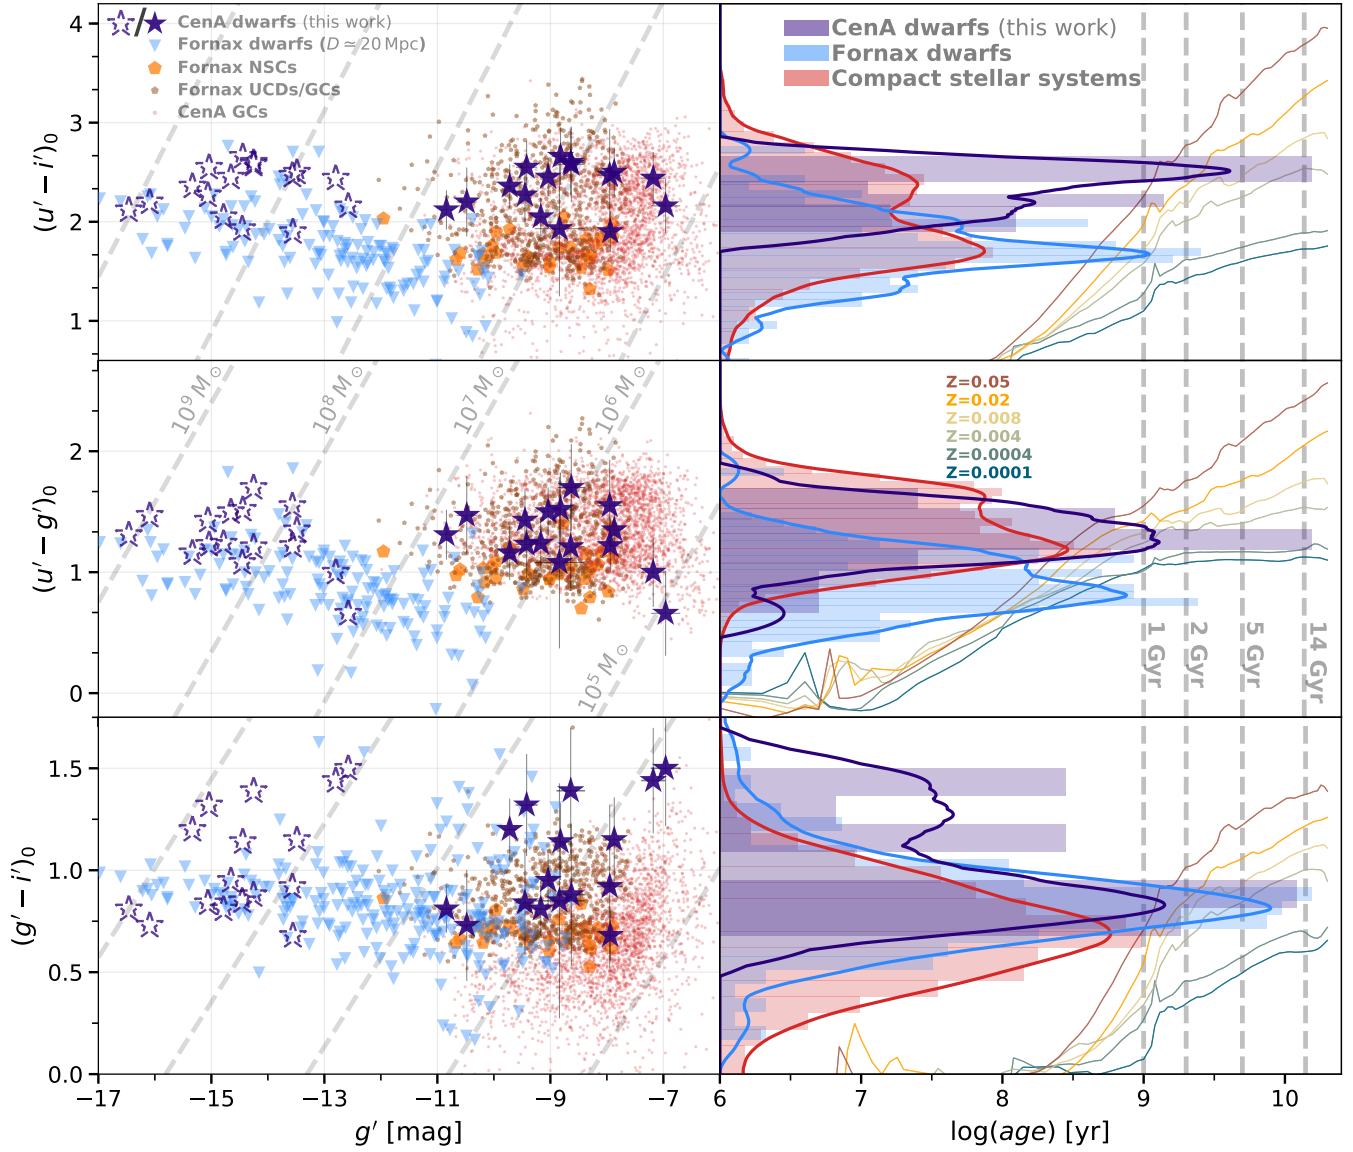 CenA dwarfs (this work)
Fornax dwarfs (D ≃ 20 Mpc)
Fornax NSCs
Fornax UCDs/GCs
CenA GCs
CenA dwarfs (this work)
Fornax dwarfs
Compact stellar systems
4
3
2
1
(u′ − i′)₀
10⁹ M⊙
10⁸ M⊙
10⁷ M⊙
10⁶ M⊙
10⁵ M⊙
2
1
0
(u′ − g′)₀
Z=0.05
Z=0.02
Z=0.008
Z=0.004
Z=0.0004
Z=0.0001
1 Gyr
2 Gyr
5 Gyr
14 Gyr
1.5
1.0
0.5
0.0
(g′ − i′)₀
−17
−15
−13
−11
−9
−7
g′ [mag]
6
7
8
9
10
log(age) [yr]